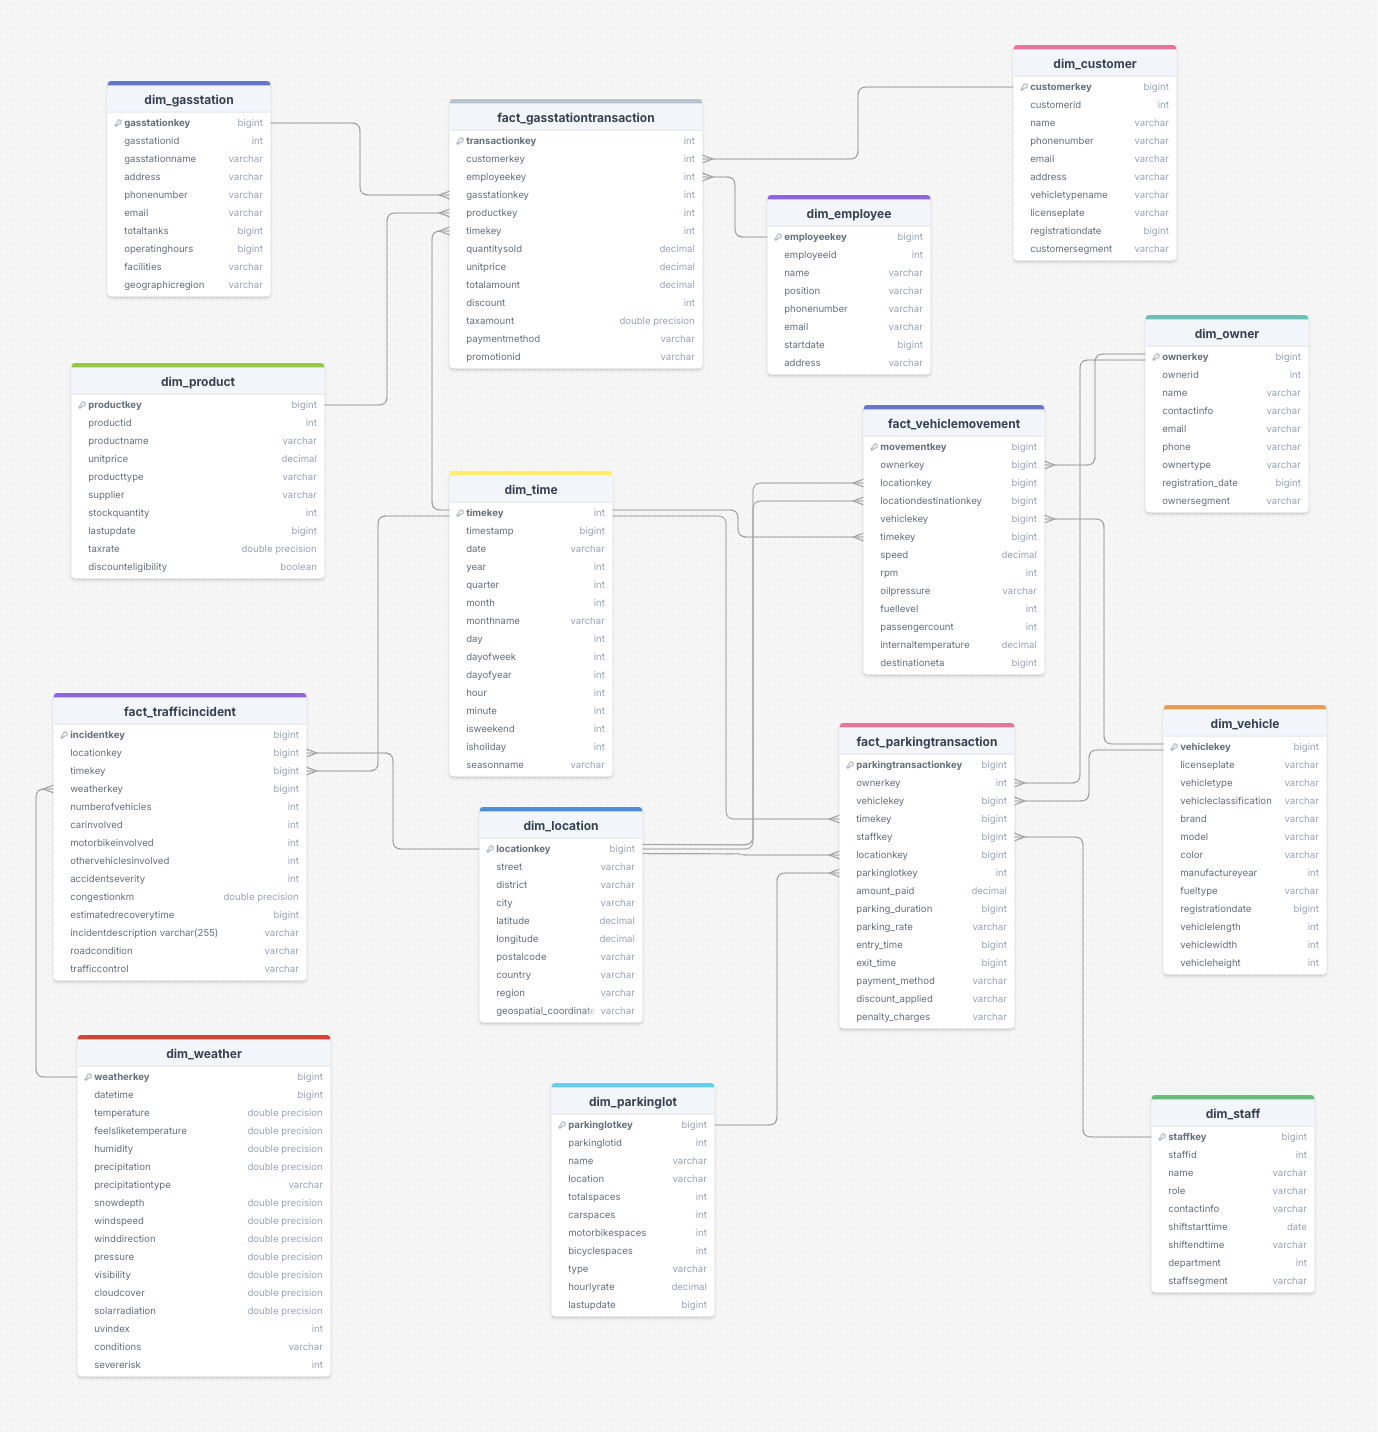 dim_gasstation
gasstationkey bigint
gasstationid int
gasstationname varchar
address varchar
phonenumber varchar
email varchar
totaltanks bigint
operatinghours bigint
facilities varchar
geographicregion varchar
fact_gasstationtransaction
transactionkey int
customerkey int
employeekey int
gasstationkey int
productkey int
timekey int
quantitysold decimal
unitprice decimal
totalamount decimal
discount int
taxamount double precision
paymentmethod varchar
promotionid varchar
dim_customer
customerkey bigint
customerid int
name varchar
phonenumber varchar
email varchar
address varchar
vehicletypename varchar
licenseplate varchar
registrationdate bigint
customersegment varchar
dim_employee
employeekey bigint
employeeid int
name varchar
position varchar
phonenumber varchar
email varchar
startdate bigint
address varchar
dim_owner
ownerkey bigint
ownerid int
name varchar
contactinfo varchar
email varchar
phone varchar
ownertype varchar
registration_date bigint
ownersegment varchar
dim_product
productkey bigint
productid int
productname varchar
unitprice decimal
producttype varchar
supplier varchar
stockquantity int
lastupdate bigint
taxrate double precision
discounteligibility boolean
dim_time
timekey int
timestamp bigint
date varchar
year int
quarter int
month int
monthname varchar
day int
dayofweek int
dayofyear int
hour int
minute int
isweekend int
isholiday int
seasonname varchar
fact_vehiclemovement
movementkey bigint
ownerkey bigint
locationkey bigint
locationdestinationkey bigint
vehiclekey bigint
timekey bigint
speed decimal
rpm int
oilpressure varchar
fuellevel int
passengercount int
internaltemperature decimal
destinationeta bigint
fact_trafficincident
incidentkey bigint
locationkey bigint
timekey bigint
weatherkey bigint
numberofvehicles int
carinvolved int
motorbikeinvolved int
othervehiclesinvolved int
accidentseverity int
congestionkm double precision
estimatedrecoverytime bigint
incidentdescription varchar(255) varchar
roadcondition varchar
trafficcontrol varchar
dim_location
locationkey bigint
street varchar
district varchar
city varchar
latitude decimal
longitude decimal
postalcode varchar
country varchar
region varchar
geospatial_coordinate varchar
fact_parkingtransaction
parkingtransactionkey bigint
ownerkey int
vehiclekey bigint
timekey bigint
staffkey bigint
locationkey bigint
parkinglotkey int
amount_paid decimal
parking_duration bigint
parking_rate varchar
entry_time bigint
exit_time bigint
payment_method varchar
discount_applied varchar
penalty_charges varchar
dim_vehicle
vehiclekey bigint
licenseplate varchar
vehicletype varchar
vehicleclassification varchar
brand varchar
model varchar
color varchar
manufactureyear int
fueltype varchar
registrationdate bigint
vehiclelength int
vehiclewidth int
vehicleheight int
dim_weather
weatherkey bigint
datetime bigint
temperature double precision
feelsliketemperature double precision
humidity double precision
precipitation double precision
precipitationtype varchar
snowdepth double precision
windspeed double precision
winddirection double precision
pressure double precision
visibility double precision
cloudcover double precision
solarradiation double precision
uvindex int
conditions varchar
severerisk int
dim_parkinglot
parkinglotkey bigint
parkinglotid int
name varchar
location varchar
totalspaces int
carspaces int
motorbikespaces int
bicyclespaces int
type varchar
hourlyrate decimal
lastupdate bigint
dim_staff
staffkey bigint
staffid int
name varchar
role varchar
contactinfo varchar
shiftstarttime date
shiftendtime varchar
department int
staffsegment varchar